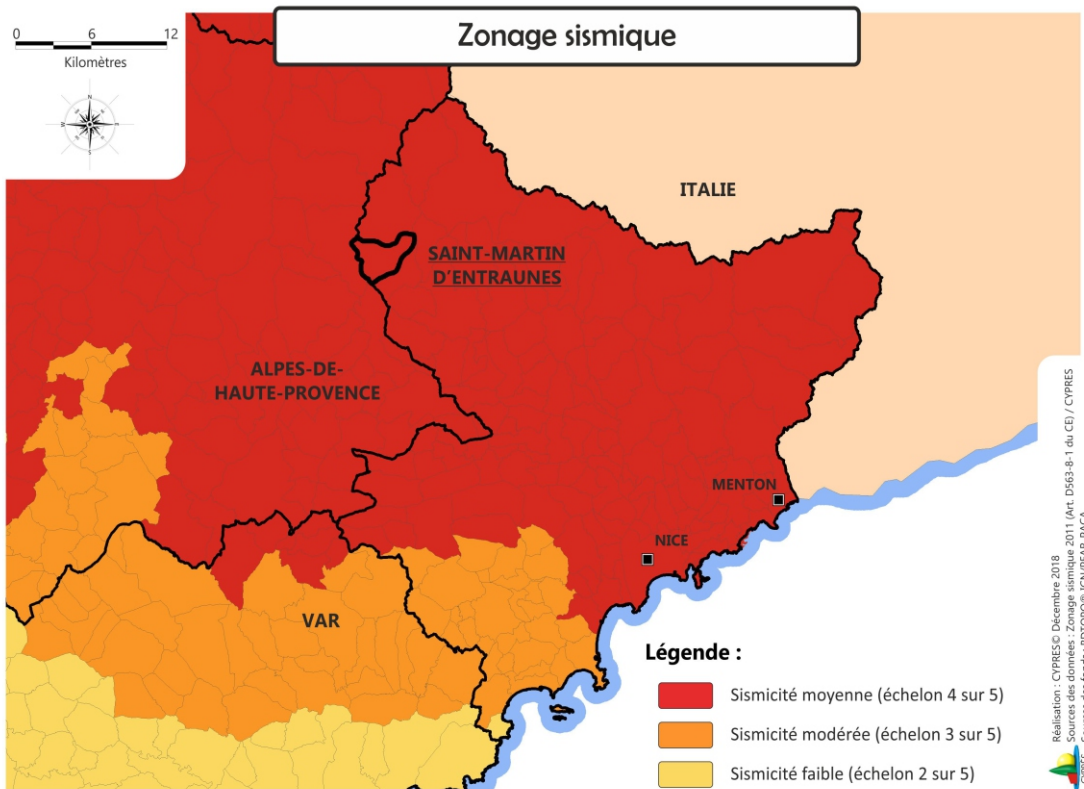 Zonage sismique
0 6 12
Kilomètres
N
S
ITALIE
SAINT-MARTIN
D'ENTRAUNES
ALPES-DE-
HAUTE-PROVENCE
MENTON
NICE
VAR
Légende :
Sismicité moyenne (échelon 4 sur 5)
Sismicité modérée (échelon 3 sur 5)
Sismicité faible (échelon 2 sur 5)
Réalisation : CYPRES© Décembre 2018
Sources des données : Zonage sismique 2011 (Art. D563-8-1 du CE) / CYPRES
CYPRES